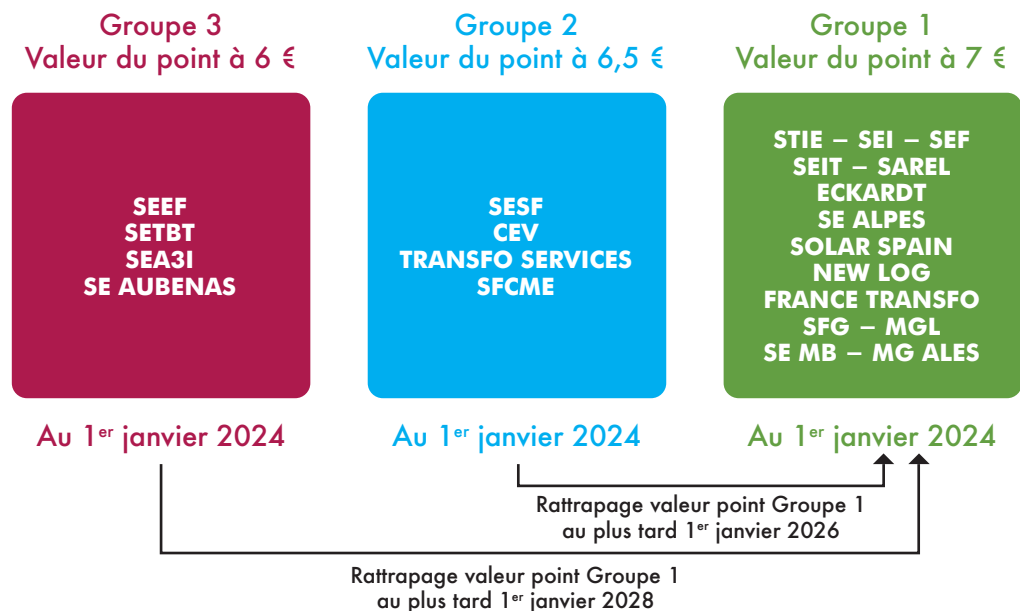 Groupe 3
Valeur du point à 6 €
SEEF
SETBT
SEA3I
SE AUBENAS
Au 1er janvier 2024
Groupe 2
Valeur du point à 6,5 €
SESF
CEV
TRANSFO SERVICES
SFCME
Au 1er janvier 2024
Groupe 1
Valeur du point à 7 €
STIE – SEI – SEF
SEIT – SAREL
ECKARDT
SE ALPES
SOLAR SPAIN
NEW LOG
FRANCE TRANSFO
SFG – MGL
SE MB – MG ALES
Au 1er janvier 2024
Rattrapage valeur point Groupe 1
au plus tard 1er janvier 2026
Rattrapage valeur point Groupe 1
au plus tard 1er janvier 2028